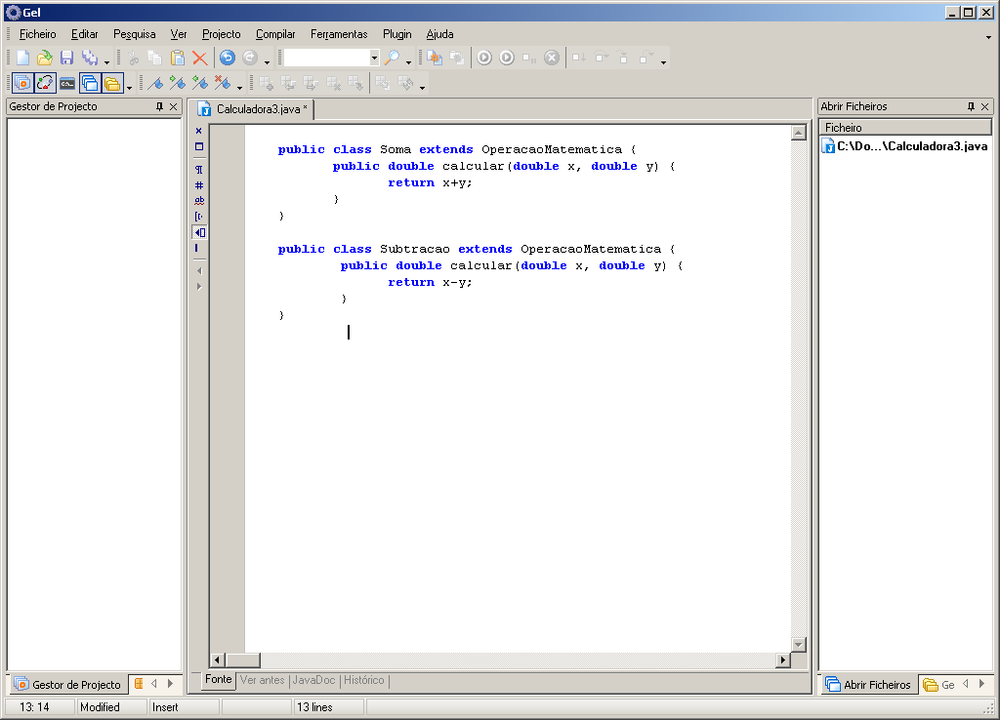 Gel
Ficheiro Editar Pesquisa Ver Projecto Compilar Ferramentas Plugin Ajuda
Gestor de Projecto
Calculadora3.java *
Abrir Ficheiros
Ficheiro
C:\Do...\Calculadora3.java
public class Soma extends OperacaoMatematica {
public double calcular(double x, double y) {
return x+y;
}
}
public class Subtracao extends OperacaoMatematica {
public double calcular(double x, double y) {
return x-y;
}
}
Fonte Ver antes JavaDoc Histórico
Gestor de Projecto
Abrir Ficheiros Ge
13: 14 Modified Insert 13 lines